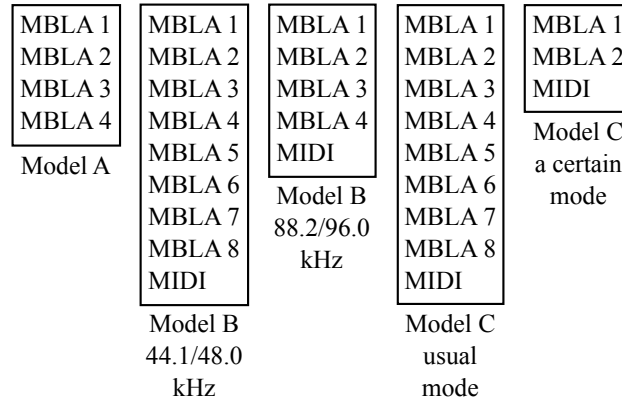 MBLA 1
MBLA 2
MBLA 3
MBLA 4
Model A
MBLA 1
MBLA 2
MBLA 3
MBLA 4
MBLA 5
MBLA 6
MBLA 7
MBLA 8
MIDI
Model B
44.1/48.0
kHz
MBLA 1
MBLA 2
MBLA 3
MBLA 4
MIDI
Model B
88.2/96.0
kHz
MBLA 1
MBLA 2
MBLA 3
MBLA 4
MBLA 5
MBLA 6
MBLA 7
MBLA 8
MIDI
Model C
usual
mode
MBLA 1
MBLA 2
MIDI
Model C
a certain
mode